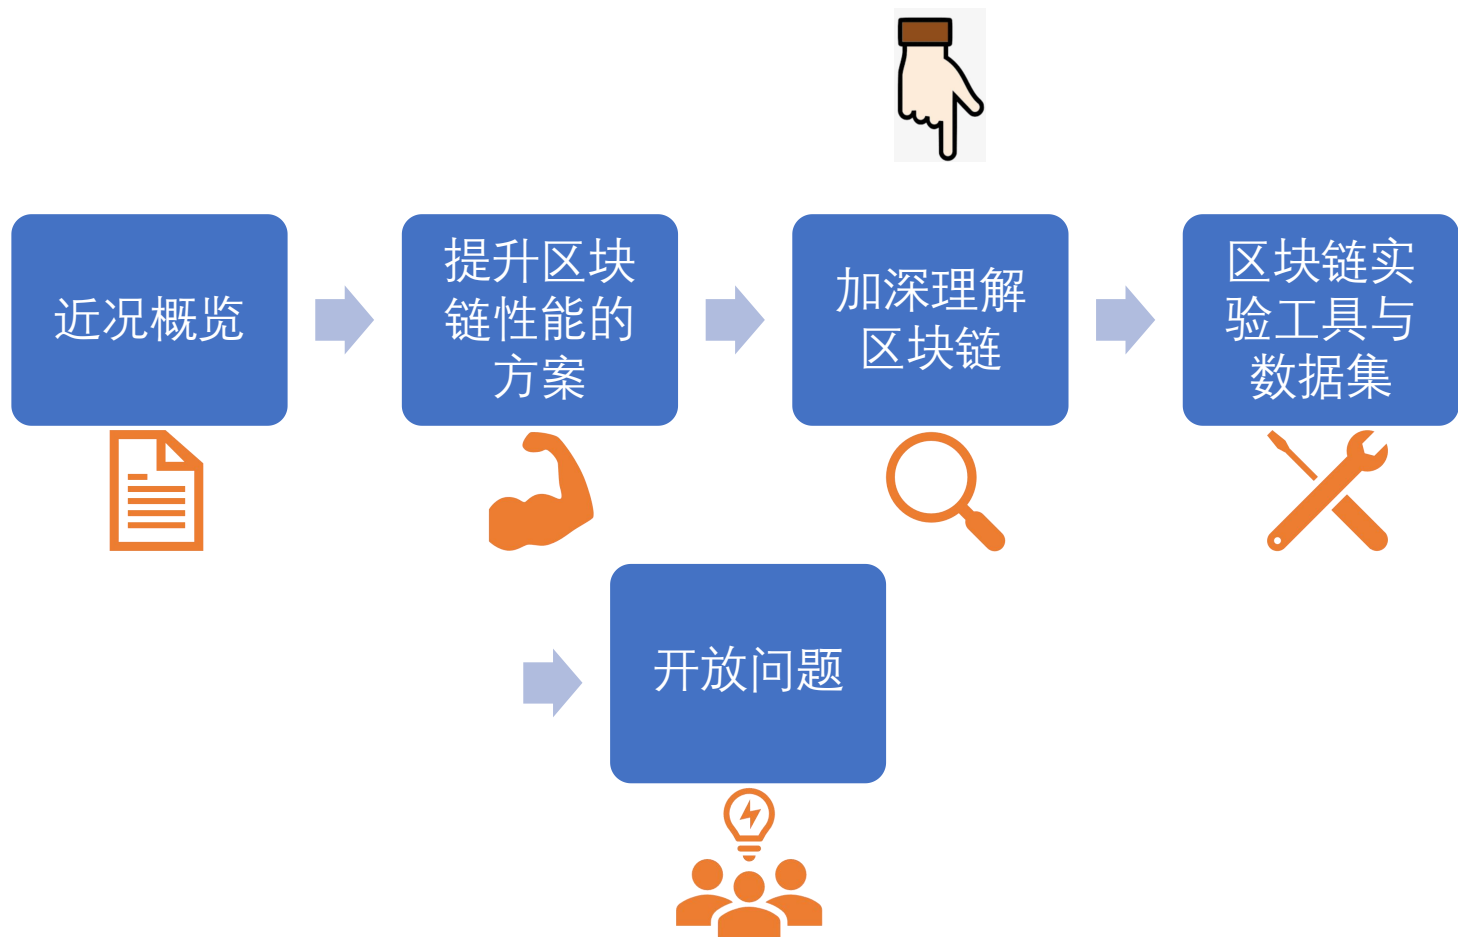 近况概览
提升区块
链性能的
方案
加深理解
区块链
区块链实
验工具与
数据集
开放问题